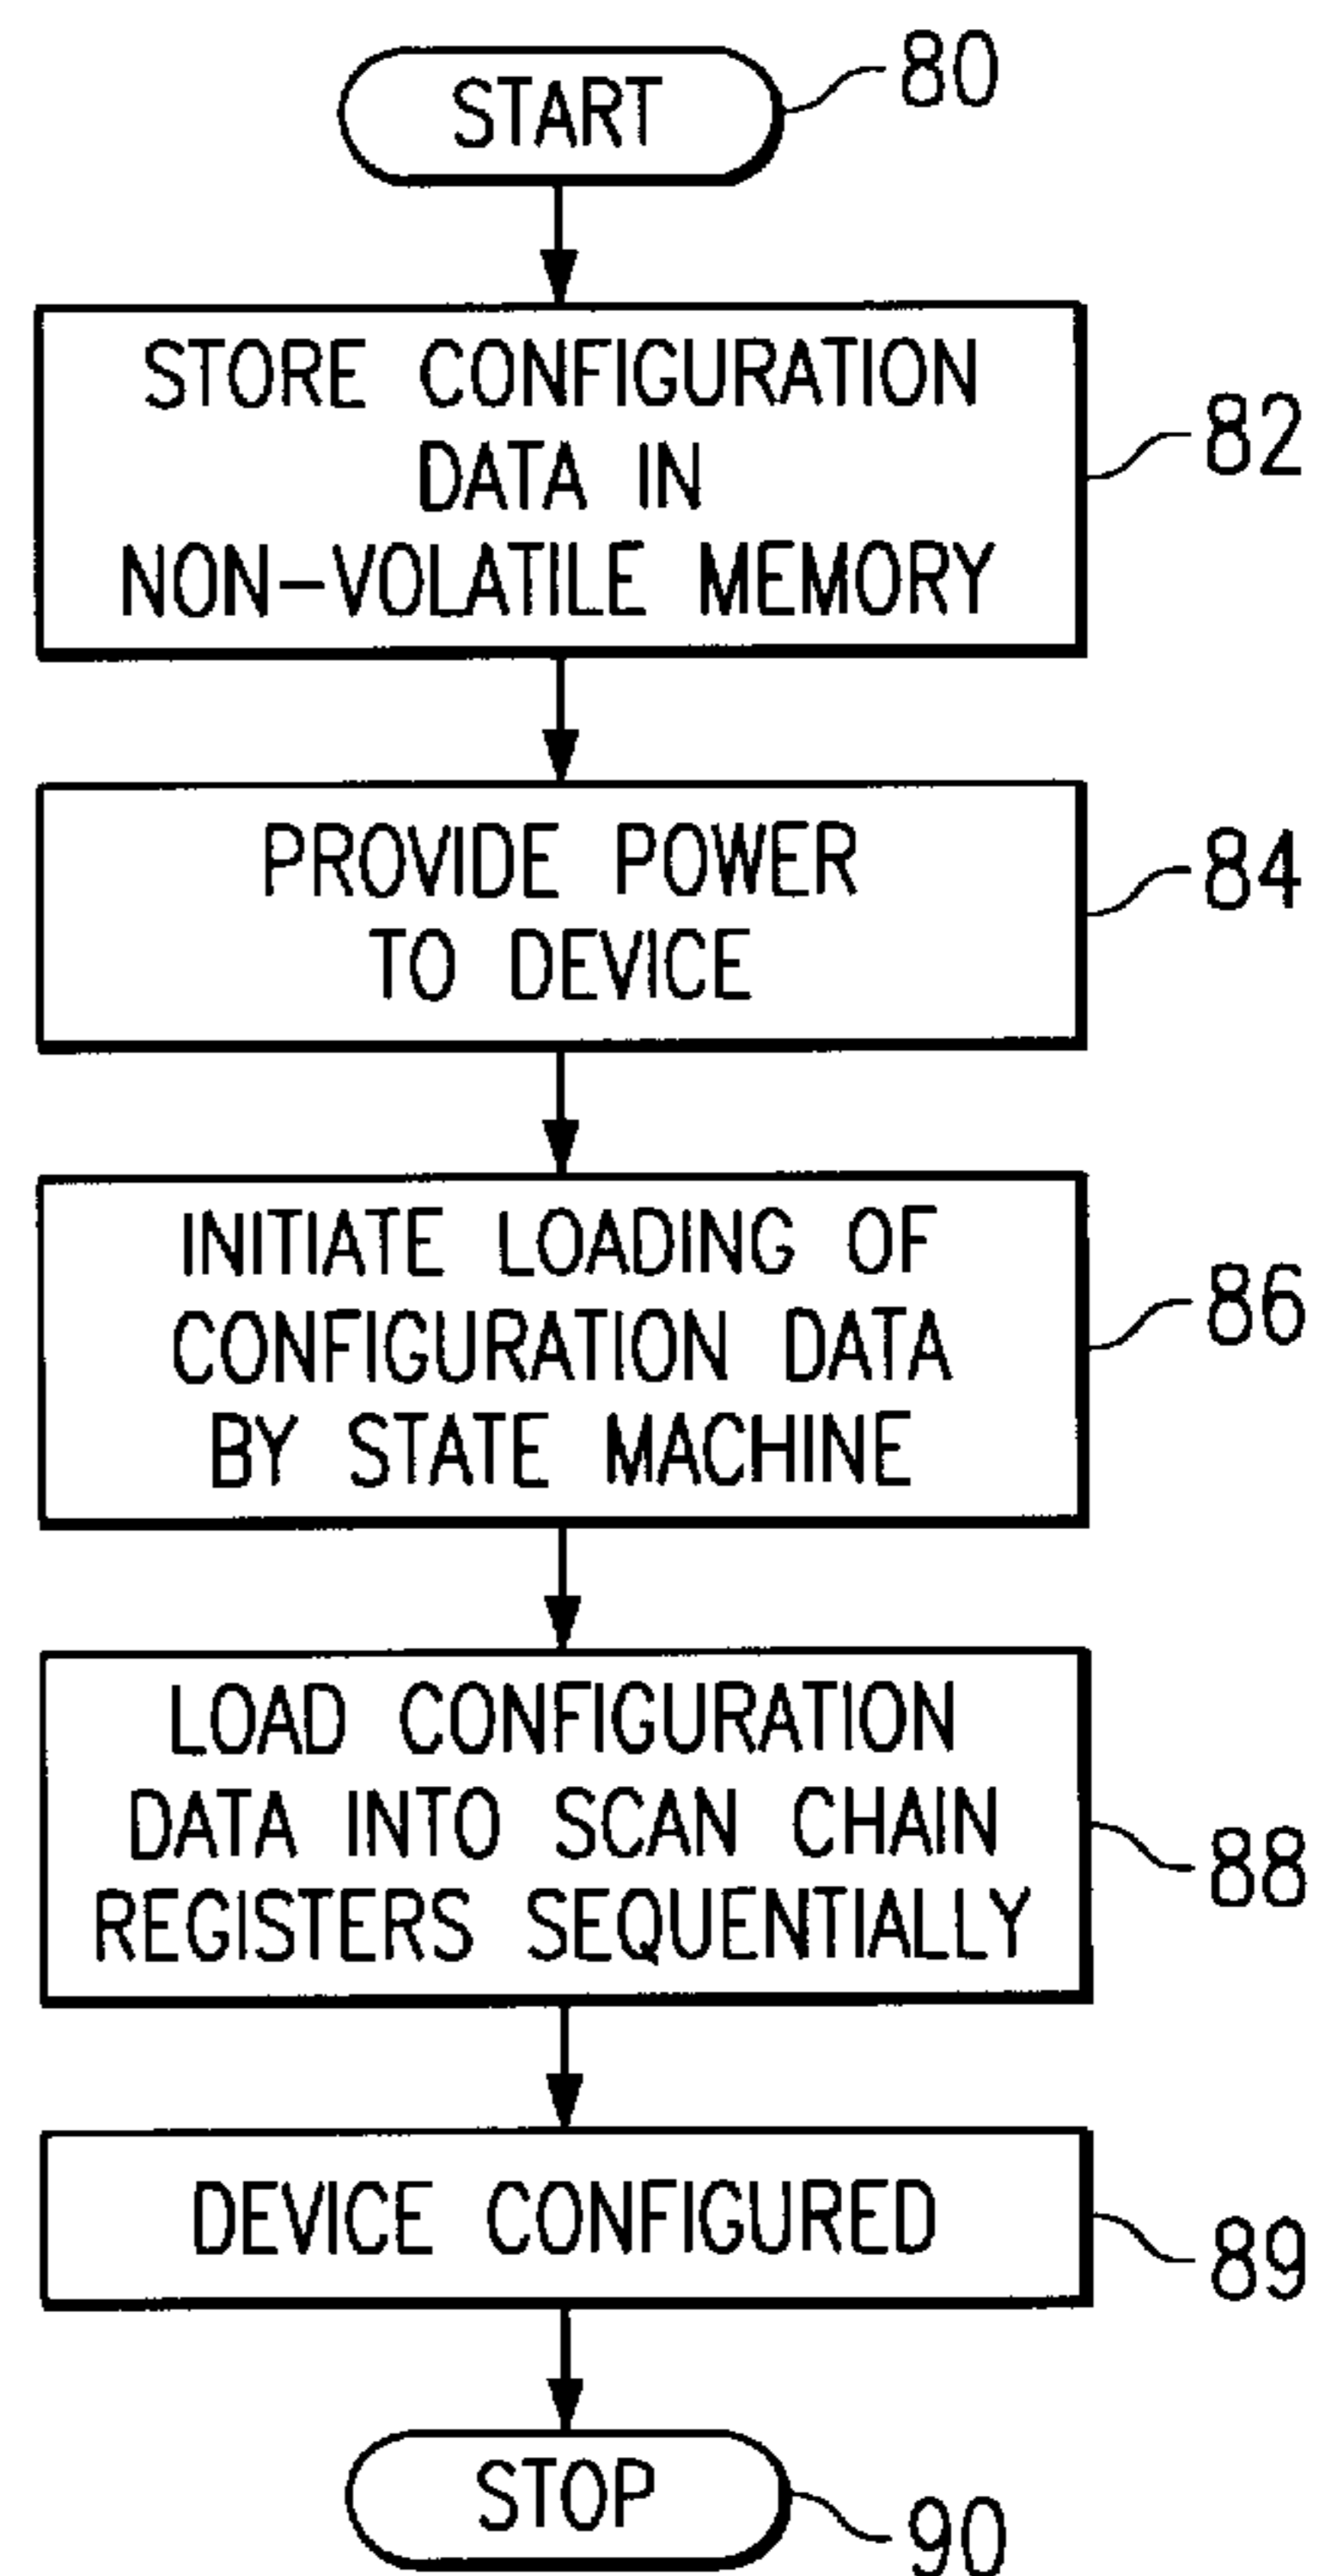 START
80
STORE CONFIGURATION
DATA IN
NON-VOLATILE MEMORY
82
PROVIDE POWER
TO DEVICE
84
INITIATE LOADING OF
CONFIGURATION DATA
BY STATE MACHINE
86
LOAD CONFIGURATION
DATA INTO SCAN CHAIN
REGISTERS SEQUENTIALLY
88
DEVICE CONFIGURED
89
STOP
90